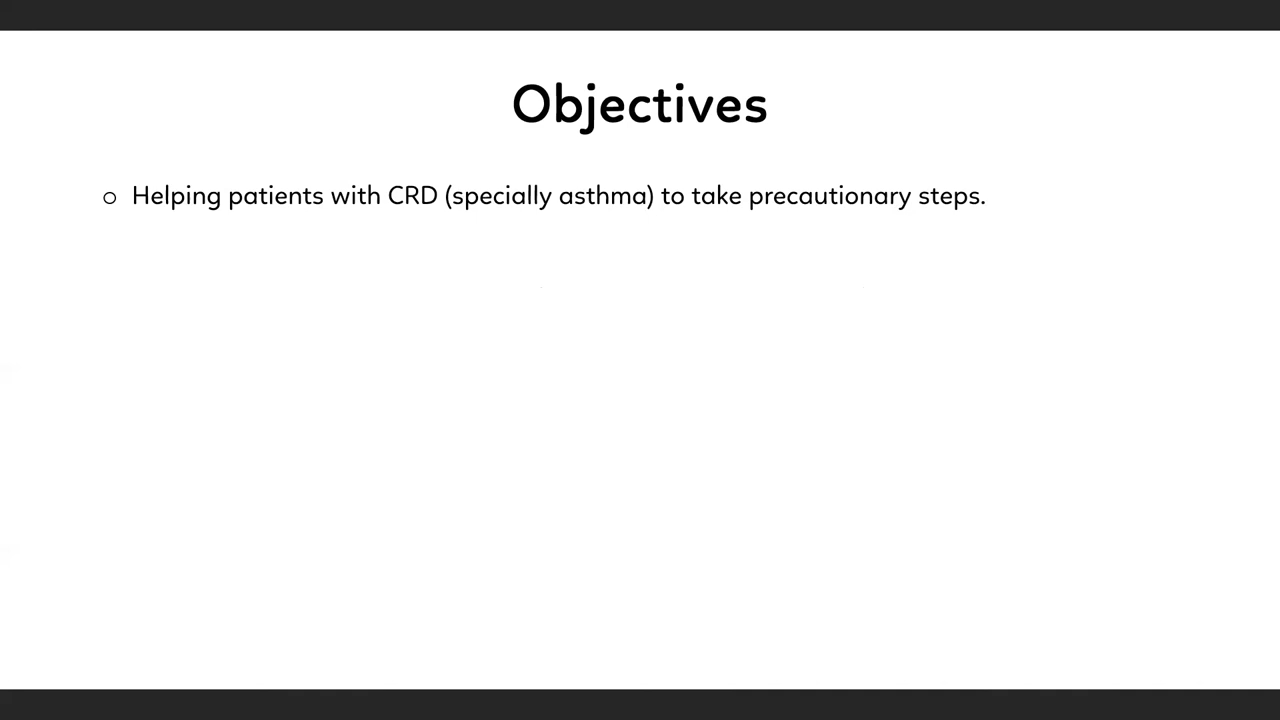 Objectives
○ Helping patients with CRD (specially asthma) to take precautionary steps.